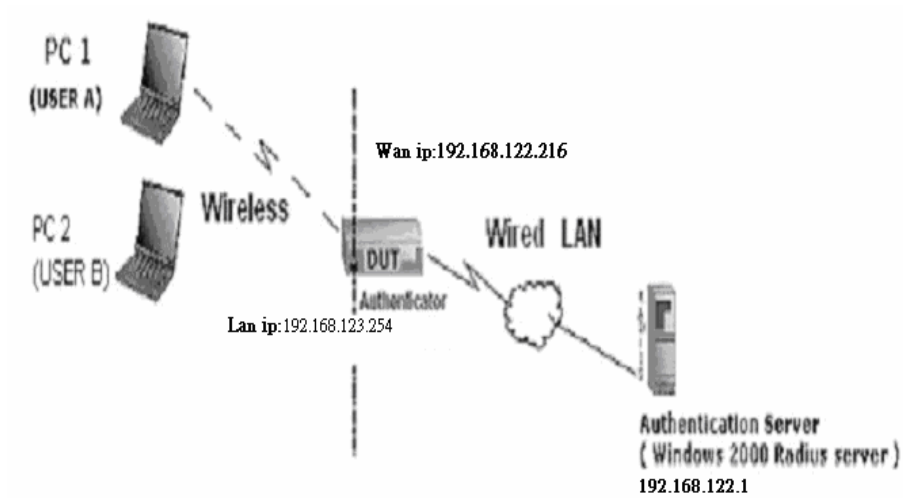 PC 1
(USER A)
Wan ip:192.168.122.216
Wireless
PC 2
(USER B)
Wired LAN
DUT
Authenticator
Lan ip:192.168.123.254
Authentication Server
( Windows 2000 Radius server )
192.168.122.1